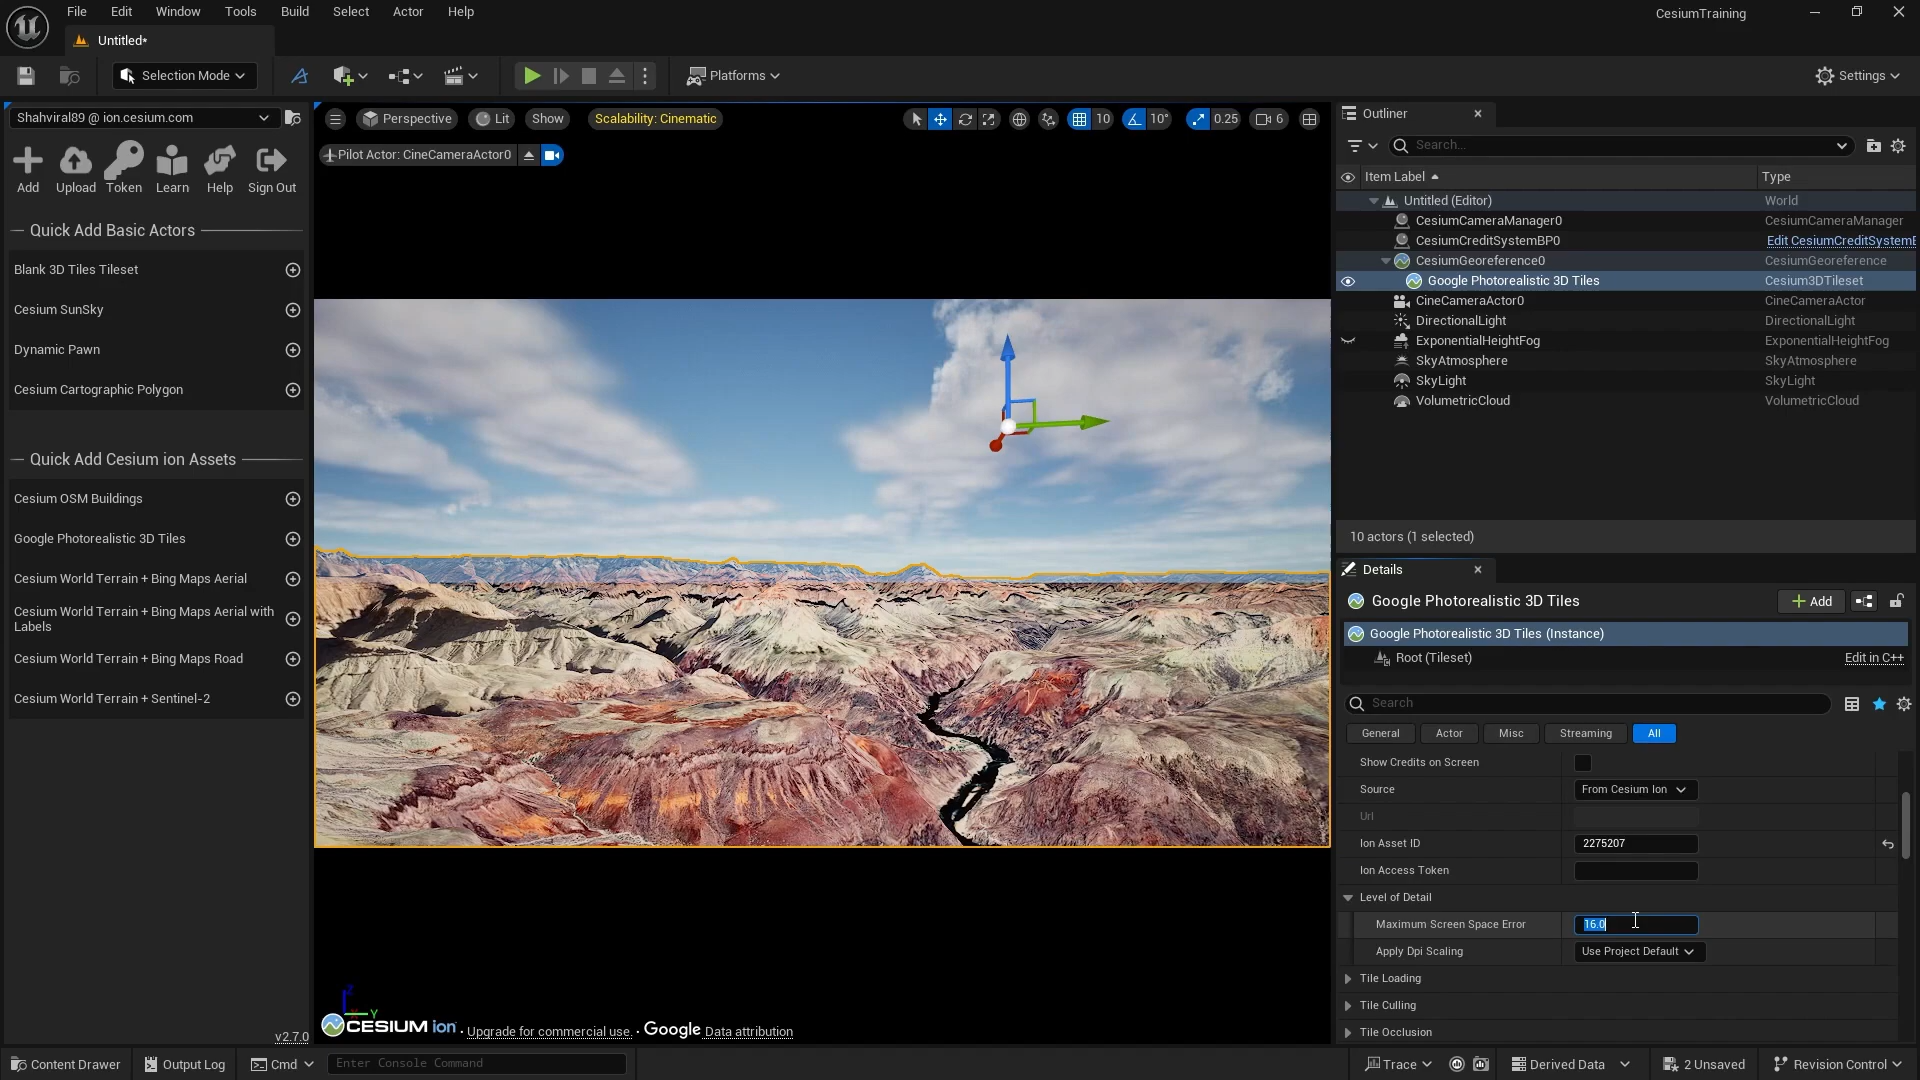 File Edit Window Tools Build Select Actor Help
CesiumTraining
Untitled*
Selection Mode
Platforms
Settings
Shahviral89 @ ion.cesium.com
Add Upload Token Learn Help Sign Out
Quick Add Basic Actors
Blank 3D Tiles Tileset
Cesium SunSky
Dynamic Pawn
Cesium Cartographic Polygon
Quick Add Cesium ion Assets
Cesium OSM Buildings
Google Photorealistic 3D Tiles
Cesium World Terrain + Bing Maps Aerial
Cesium World Terrain + Bing Maps Aerial with
Labels
Cesium World Terrain + Bing Maps Road
Cesium World Terrain + Sentinel-2
v2.7.0
Perspective Lit Show Scalability: Cinematic 10 10° 0.25 6
Pilot Actor: CineCameraActor0
Z
X Y
CESIUM ion · Upgrade for commercial use. · Google Data attribution
Outliner
Search...
Item Label Type
Untitled (Editor) World
CesiumCameraManager0 CesiumCameraManager
CesiumCreditSystemBP0 Edit CesiumCreditSystemB
CesiumGeoreference0 CesiumGeoreference
Google Photorealistic 3D Tiles Cesium3DTileset
CineCameraActor0 CineCameraActor
DirectionalLight DirectionalLight
ExponentialHeightFog ExponentialHeightFog
SkyAtmosphere SkyAtmosphere
SkyLight SkyLight
VolumetricCloud VolumetricCloud
10 actors (1 selected)
Details
Google Photorealistic 3D Tiles Add
Google Photorealistic 3D Tiles (Instance)
Root (Tileset) Edit in C++
Search
General Actor Misc Streaming All
Show Credits on Screen
Source From Cesium Ion
Url
Ion Asset ID 2275207
Ion Access Token
Level of Detail
Maximum Screen Space Error 16.0
Apply Dpi Scaling Use Project Default
Tile Loading
Tile Culling
Tile Occlusion
Content Drawer Output Log Cmd Enter Console Command Trace Derived Data 2 Unsaved Revision Control